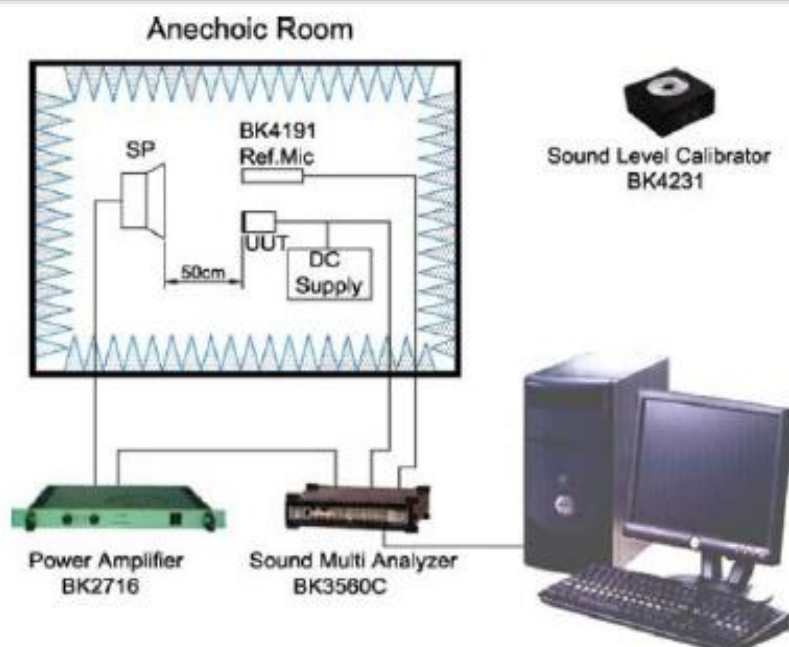 Anechoic Room
SP
BK4191
Ref.Mic
UUT
50cm
DC
Supply
Sound Level Calibrator
BK4231
Power Amplifier
BK2716
Sound Multi Analyzer
BK3560C